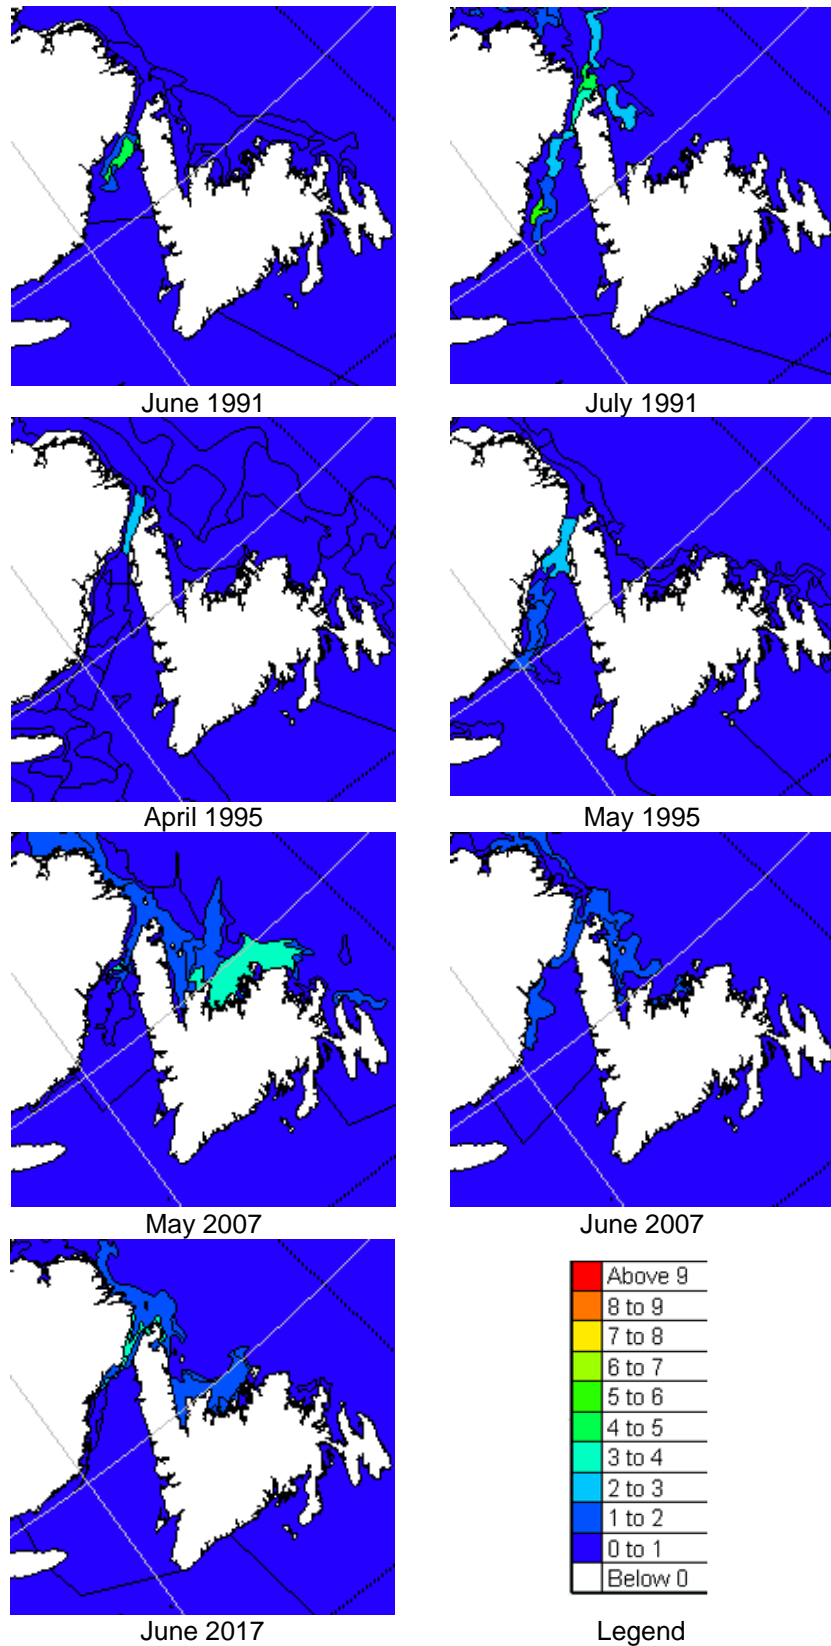 June 1991
July 1991
April 1995
May 1995
May 2007
June 2007
Above 9
8 to 9
7 to 8
6 to 7
5 to 6
4 to 5
3 to 4
2 to 3
1 to 2
0 to 1
Below 0
June 2017
Legend